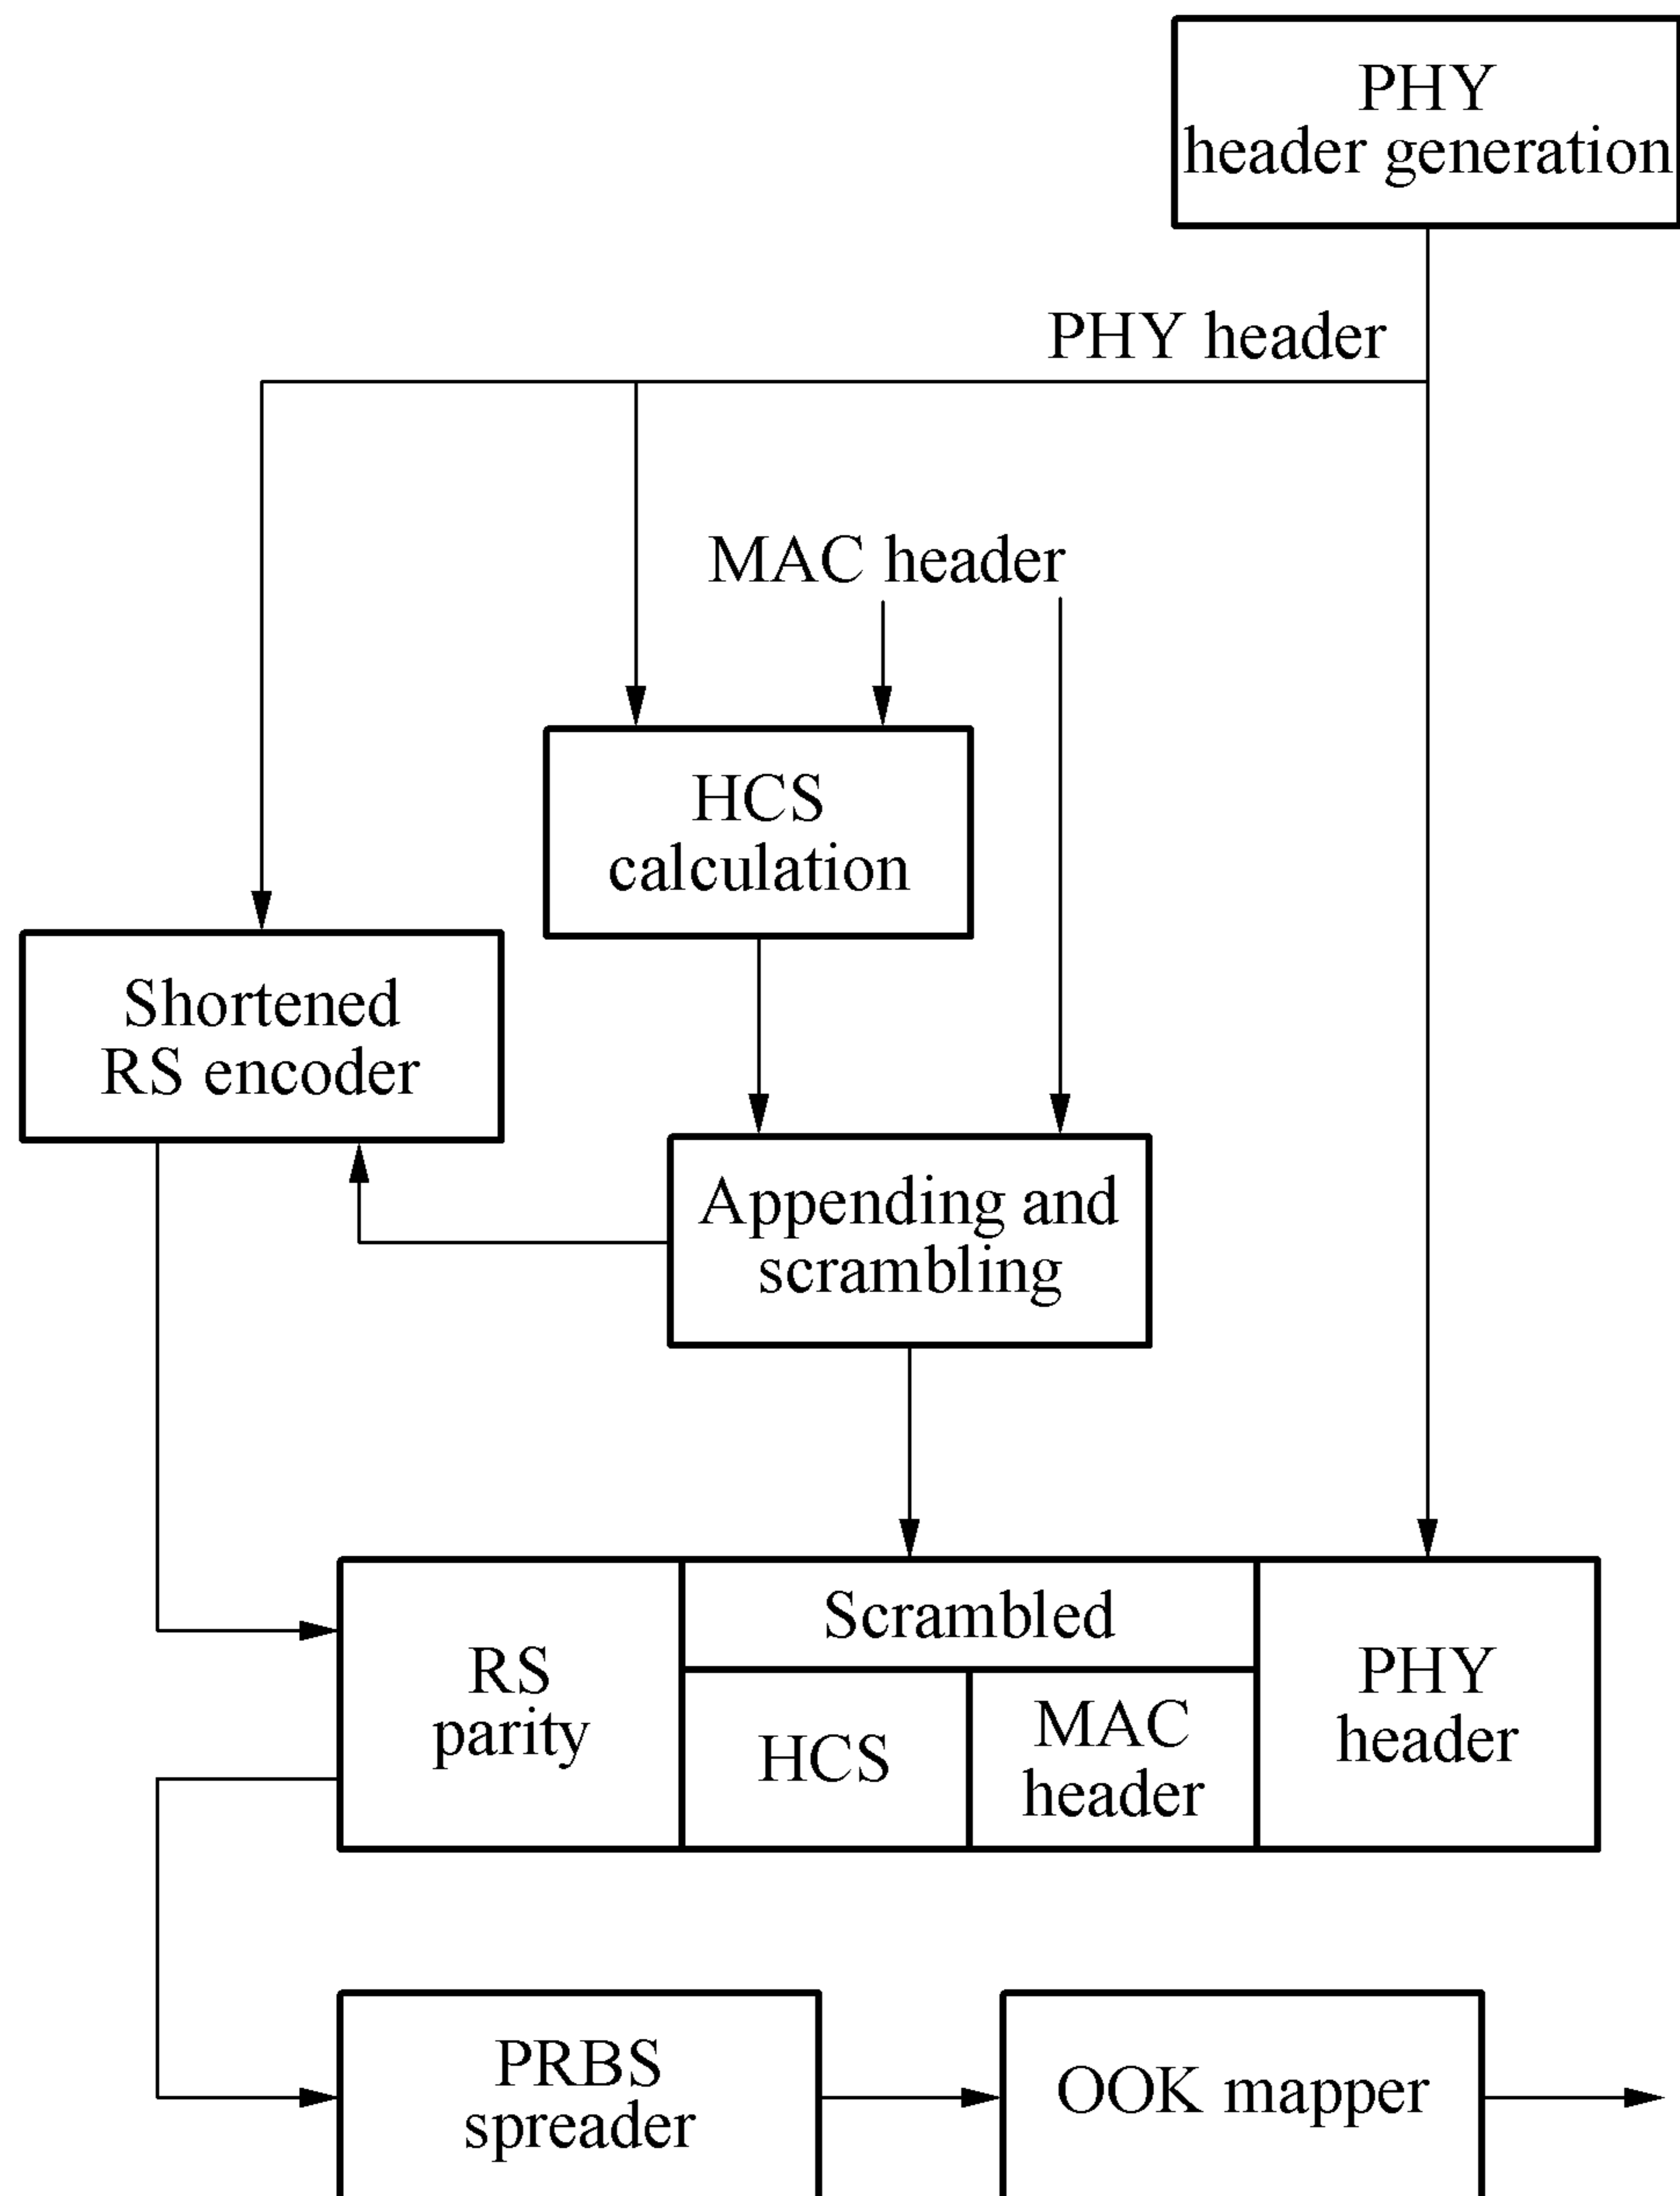 PHY
header generation
PHY header
MAC header
HCS
calculation
Shortened
RS encoder
Appending and
scrambling
RS
parity
Scrambled
HCS
MAC
header
PHY
header
PRBS
spreader
OOK mapper